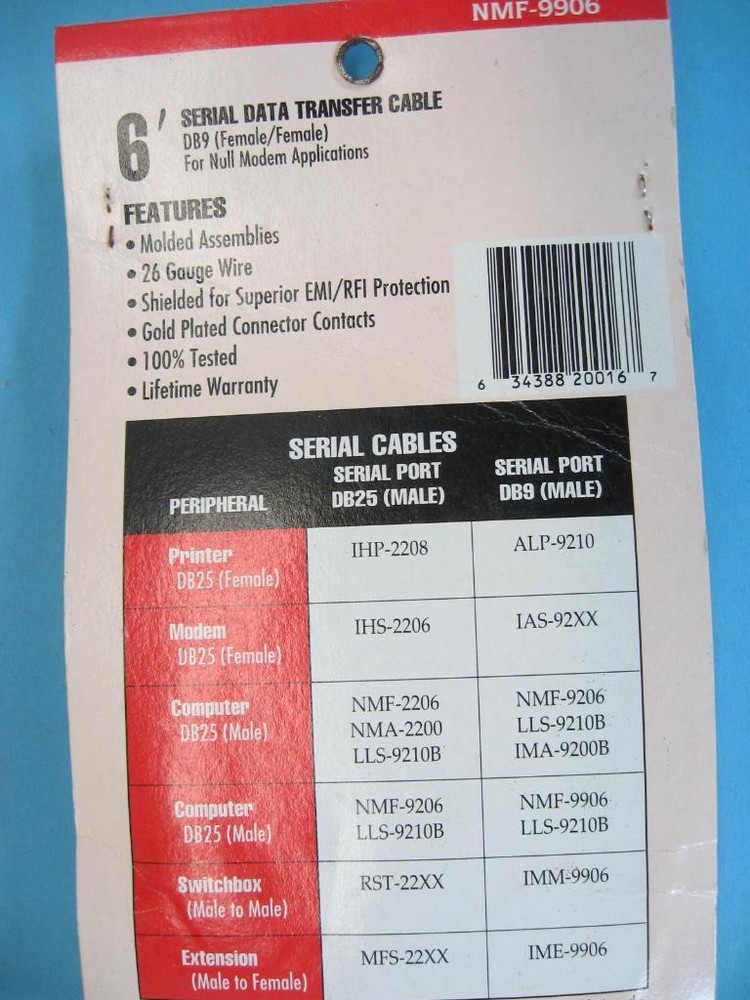 NMF-9906
6' SERIAL DATA TRANSFER CABLE
DB9 (Female/Female)
For Null Modem Applications
FEATURES
• Molded Assemblies
• 26 Gauge Wire
• Shielded for Superior EMI/RFI Protection
• Gold Plated Connector Contacts
• 100% Tested
• Lifetime Warranty
6 34388 20016 7
SERIAL CABLES
PERIPHERAL
SERIAL PORT
DB25 (MALE)
SERIAL PORT
DB9 (MALE)
Printer
DB25 (Female)
IHP-2208
ALP-9210
Modem
DB25 (Female)
IHS-2206
IAS-92XX
Computer
DB25 (Male)
NMF-2206
NMA-2200
LLS-9210B
NMF-9206
LLS-9210B
IMA-9200B
Computer
DB25 (Male)
NMF-9206
LLS-9210B
NMF-9906
LLS-9210B
Switchbox
(Male to Male)
RST-22XX
IMM-9906
Extension
(Male to Female)
MFS-22XX
IME-9906